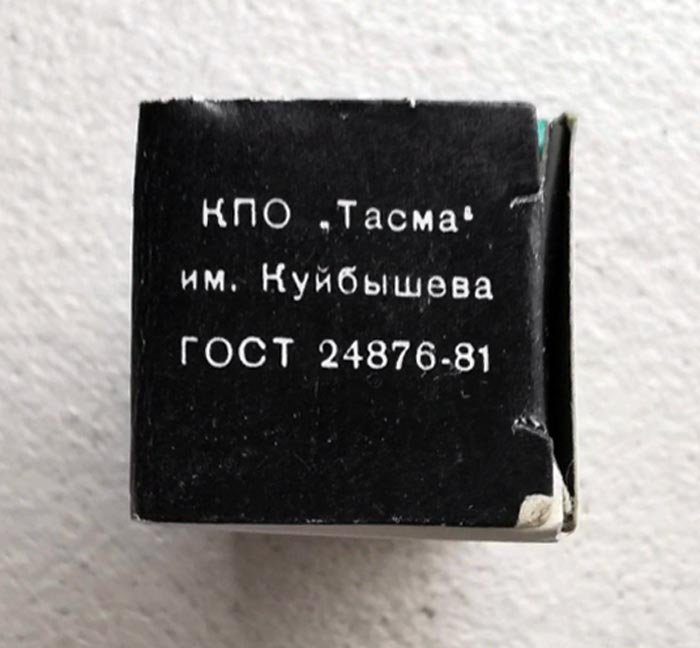 КПО „Тасма“
им. Куйбышева
ГОСТ 24876-81